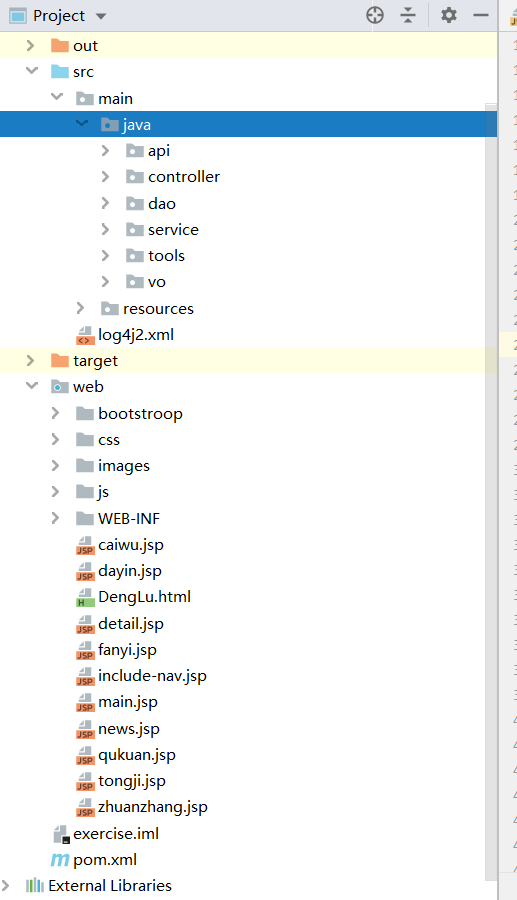 Project
out
src
main
java
api
controller
dao
service
tools
vo
resources
log4j2.xml
target
web
bootstroop
css
images
js
WEB-INF
caiwu.jsp
dayin.jsp
DengLu.html
detail.jsp
fanyi.jsp
include-nav.jsp
main.jsp
news.jsp
qukuan.jsp
tongji.jsp
zhuanzhang.jsp
exercise.iml
pom.xml
External Libraries